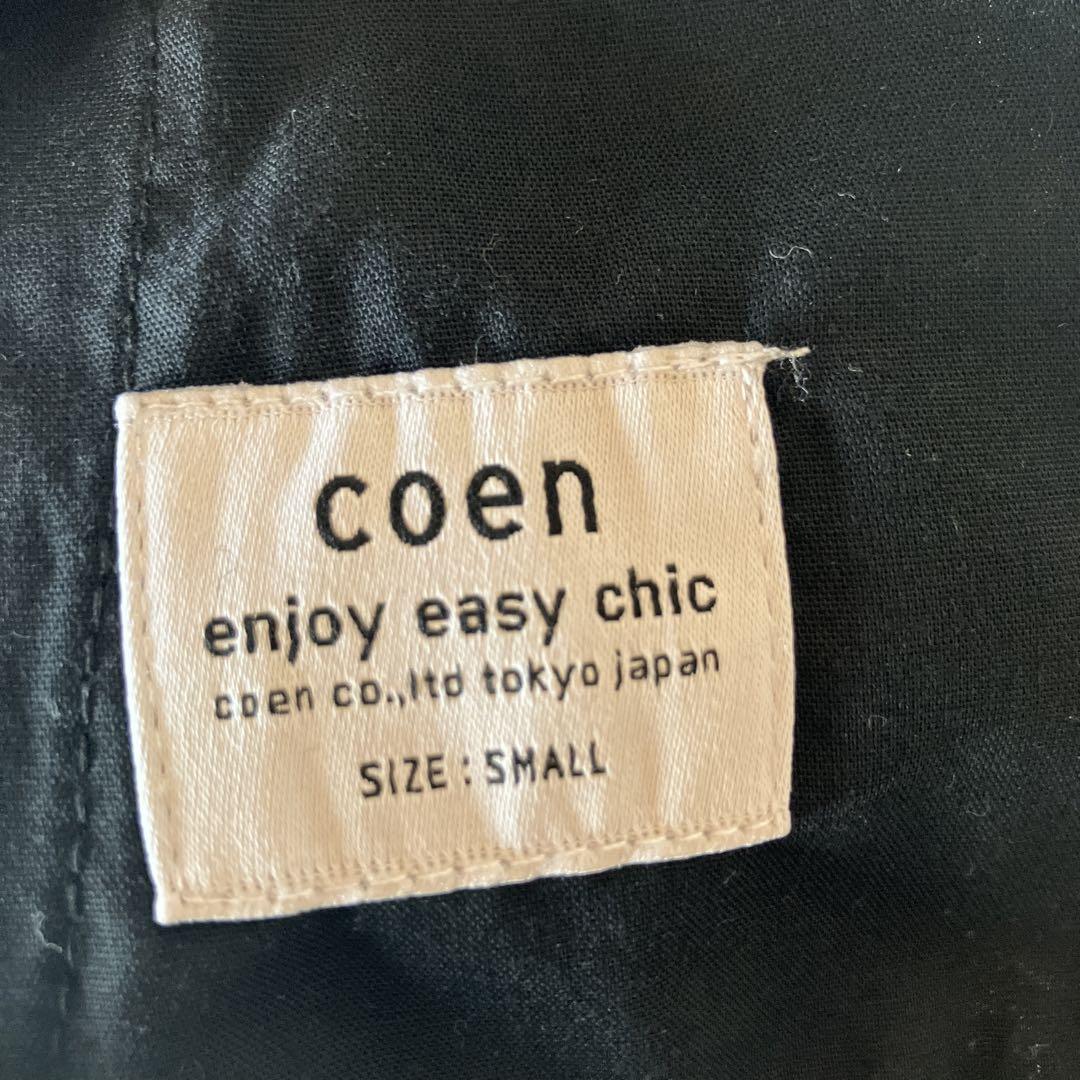 coen
enjoy easy chic
coen co.,ltd tokyo japan
SIZE : SMALL